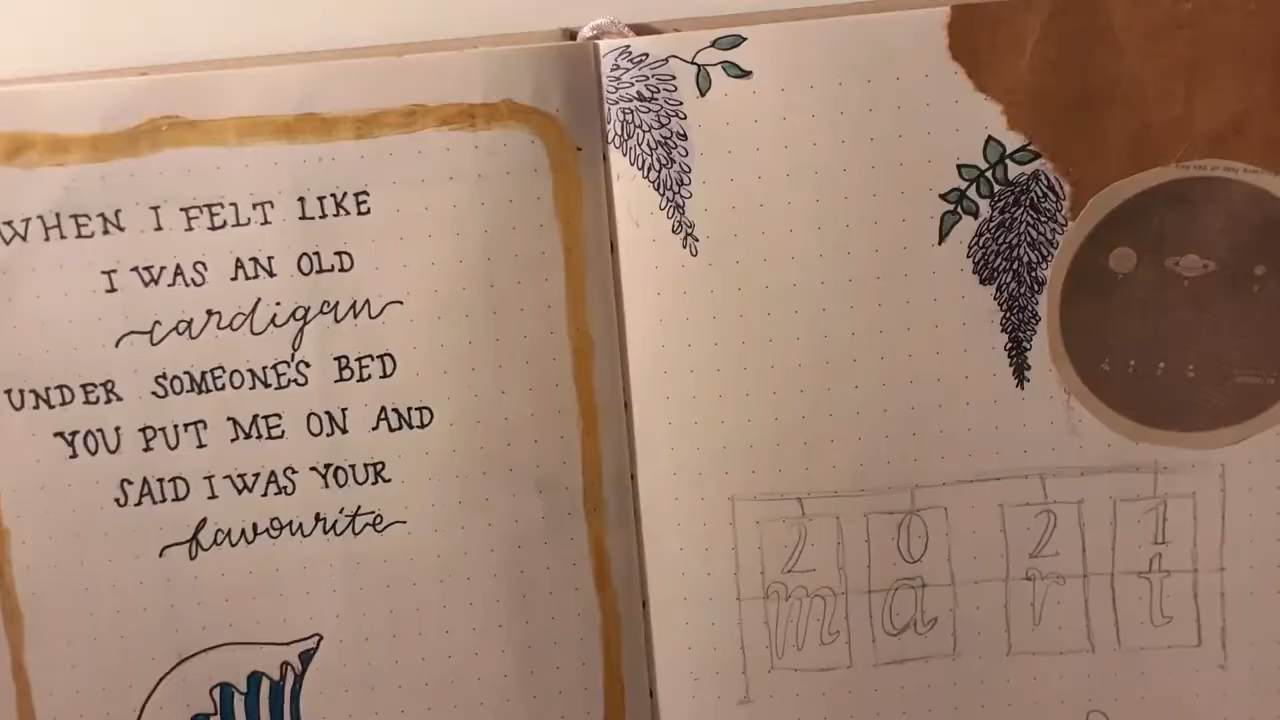 WHEN I FELT LIKE
I WAS AN OLD
cardigan
UNDER SOMEONE'S BED
YOU PUT ME ON AND
SAID I WAS YOUR
favourite
2 0 2 1
m a r t